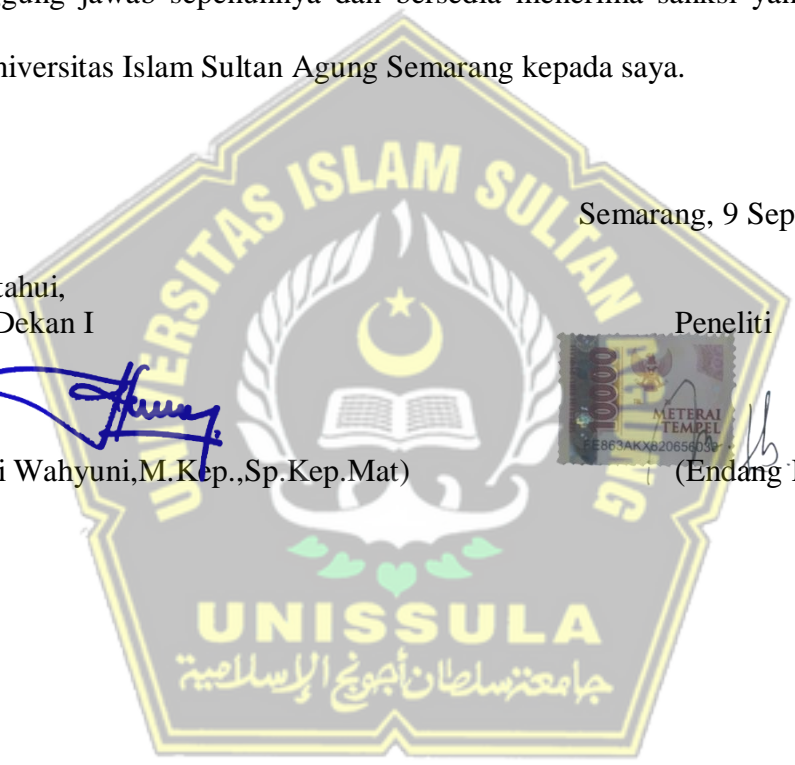 gung jawab sepenuhnya dan bersedia menerima sanksi yan
niversitas Islam Sultan Agung Semarang kepada saya.
Semarang, 9 Sep
tahui,
Dekan I
Peneliti
UNIVERSITAS ISLAM SULTAN AGUNG
10000
METERAI
TEMPEL
i Wahyuni,M.Kep.,Sp.Kep.Mat)
(Endang
UNISSULA
جامعة سلطان أجونج الإسلامية